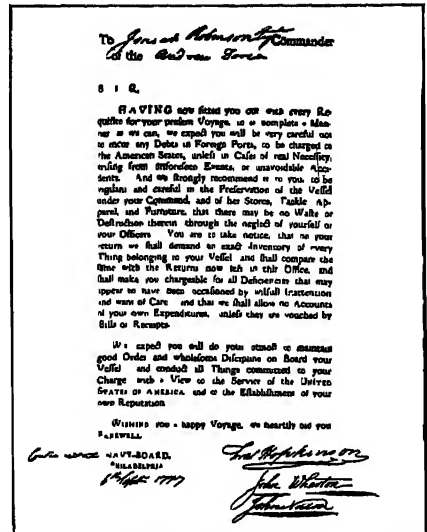 To Commander
of the
S I R,
HAVING now fitted you out with every Re-
quisite for your present Voyage, in as complete a Man-
ner as we can, we expect you will be very careful not
to incur any Debts in Foreign Ports, to be charged to
the American States, unless in Cases of real Necessity,
arising from unforeseen Events, or unavoidable Acci-
dents. And we strongly recommend it to you, to be
vigilant and careful in the Preservation of the Vessel
under your Command, and of her Stores, Tackle Ap-
parel, and Furniture, that there may be no Waste or
Destruction therein through the neglect of yourself or
your Officers You are to take notice, that on your
return we shall demand an exact Inventory of every
Thing belonging to your Vessel and shall compare the
same with the Returns now left in this Office, and
shall make you chargeable for all Deficiencies that may
appear to have been occasioned by wilfull Inattention
and want of Care and that we shall allow no Accounts
of your own Expenditures, unless they are vouched by
Bills or Receipts
We expect you will do your utmost to maintain
good Order and wholesome Discipline on Board your
Vessel and conduct all Things committed to your
Charge with a View to the Service of the UNITED
STATES OF AMERICA and to the Establishment of your
own Reputation
WISHING you a happy Voyage, we heartily bid you
FAREWELL
NAVY-BOARD,
PHILADELPHIA
1777
Hopkinson
John Wharton